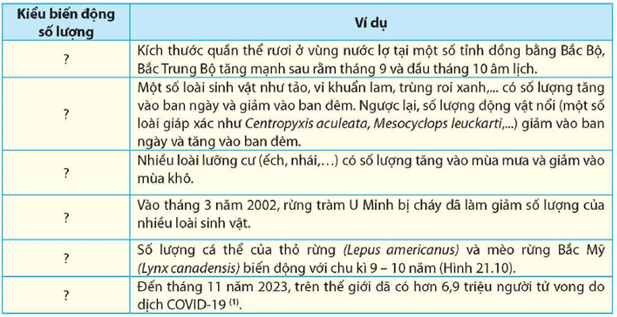 Kiểu biến động
số lượng
Ví dụ
?
Kích thước quần thể rươi ở vùng nước lợ tại một số tỉnh đồng bằng Bắc Bộ,
Bắc Trung Bộ tăng mạnh sau rằm tháng 9 và đầu tháng 10 âm lịch.
?
Một số loài sinh vật như tảo, vi khuẩn lam, trùng roi xanh,... có số lượng tăng
vào ban ngày và giảm vào ban đêm. Ngược lại, số lượng động vật nổi (một số
loài giáp xác như Centropyxis aculeata, Mesocyclops leuckarti,...) giảm vào ban
ngày và tăng vào ban đêm.
?
Nhiều loài lưỡng cư (ếch, nhái,...) có số lượng tăng vào mùa mưa và giảm vào
mùa khô.
?
Vào tháng 3 năm 2002, rừng tràm U Minh bị cháy đã làm giảm số lượng của
nhiều loài sinh vật.
?
Số lượng cá thể của thỏ rừng (Lepus americanus) và mèo rừng Bắc Mỹ
(Lynx canadensis) biến động với chu kì 9 – 10 năm (Hình 21.10).
?
Đến tháng 11 năm 2023, trên thế giới đã có hơn 6,9 triệu người tử vong do
dịch COVID-19 (1).